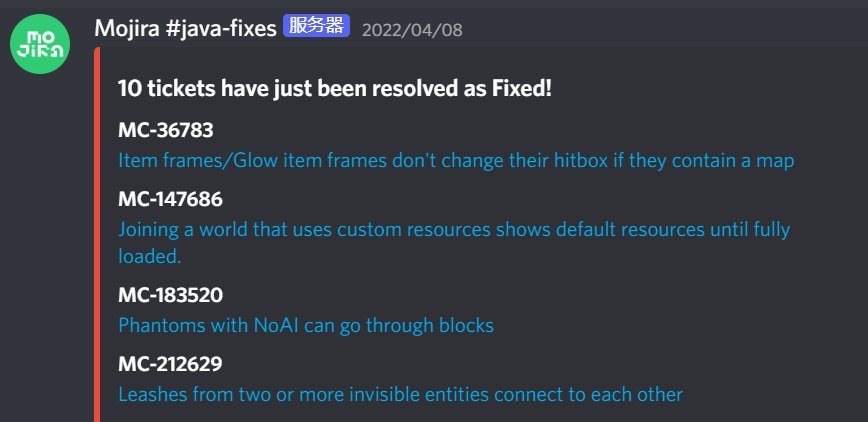 MO
JiRA
Mojira #java-fixes 服务器 2022/04/08
10 tickets have just been resolved as Fixed!
MC-36783
Item frames/Glow item frames don't change their hitbox if they contain a map
MC-147686
Joining a world that uses custom resources shows default resources until fully
loaded.
MC-183520
Phantoms with NoAI can go through blocks
MC-212629
Leashes from two or more invisible entities connect to each other